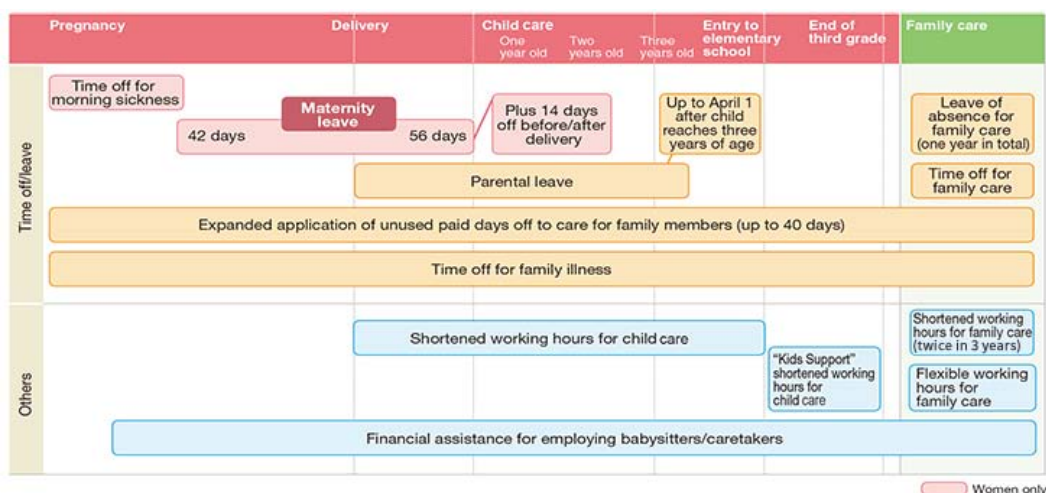 Pregnancy
Delivery
Child care
One
year old
Two
years old
Three
years old
Entry to
elementary
school
End of
third grade
Family care
Time off/leave
Time off for
morning sickness
Maternity
leave
42 days
56 days
Plus 14 days
off before/after
delivery
Up to April 1
after child
reaches three
years of age
Leave of
absence for
family care
(one year in total)
Parental leave
Time off for
family care
Expanded application of unused paid days off to care for family members (up to 40 days)
Time off for family illness
Others
Shortened working hours for child care
Shortened working
hours for family care
(twice in 3 years)
"Kids Support"
shortened working
hours for
child care
Flexible working
hours for
family care
Financial assistance for employing babysitters/caretakers
Women only